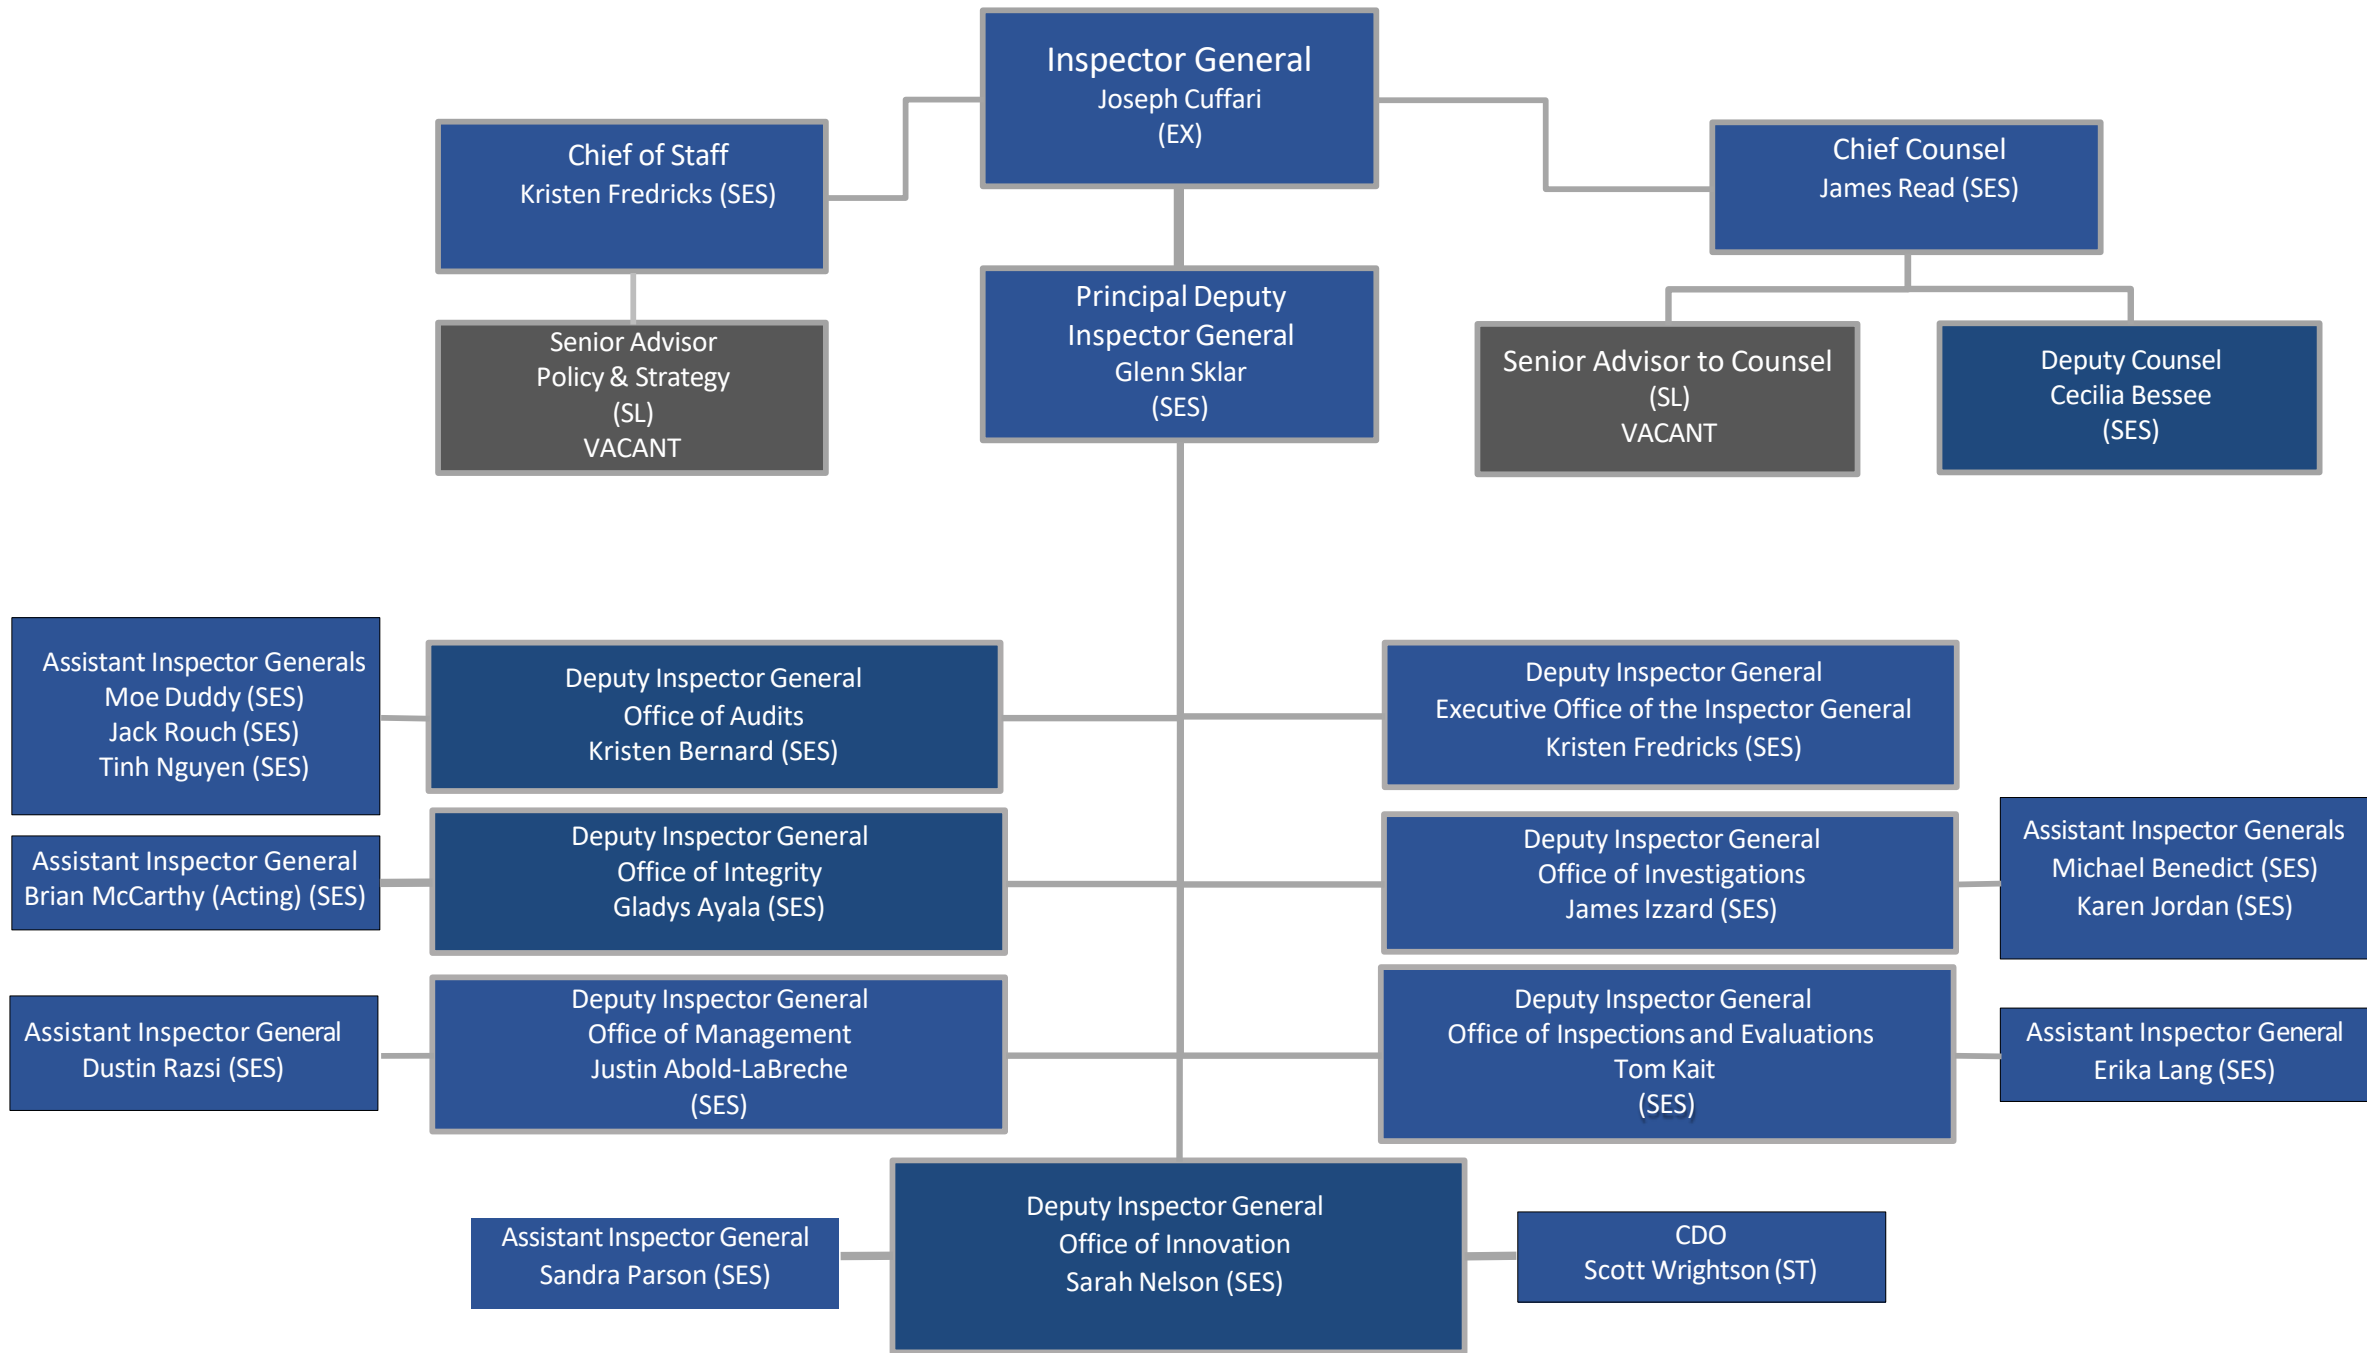 Inspector General
Joseph Cuffari
(EX)
Chief of Staff
Kristen Fredricks (SES)
Chief Counsel
James Read (SES)
Senior Advisor
Policy & Strategy
(SL)
VACANT
Principal Deputy
Inspector General
Glenn Sklar
(SES)
Senior Advisor to Counsel
(SL)
VACANT
Deputy Counsel
Cecilia Bessee
(SES)
Assistant Inspector Generals
Moe Duddy (SES)
Jack Rouch (SES)
Tinh Nguyen (SES)
Deputy Inspector General
Office of Audits
Kristen Bernard (SES)
Deputy Inspector General
Executive Office of the Inspector General
Kristen Fredricks (SES)
Assistant Inspector General
Brian McCarthy (Acting) (SES)
Deputy Inspector General
Office of Integrity
Gladys Ayala (SES)
Deputy Inspector General
Office of Investigations
James Izzard (SES)
Assistant Inspector Generals
Michael Benedict (SES)
Karen Jordan (SES)
Assistant Inspector General
Dustin Razsi (SES)
Deputy Inspector General
Office of Management
Justin Abold-LaBreche
(SES)
Deputy Inspector General
Office of Inspections and Evaluations
Tom Kait
(SES)
Assistant Inspector General
Erika Lang (SES)
Assistant Inspector General
Sandra Parson (SES)
Deputy Inspector General
Office of Innovation
Sarah Nelson (SES)
CDO
Scott Wrightson (ST)